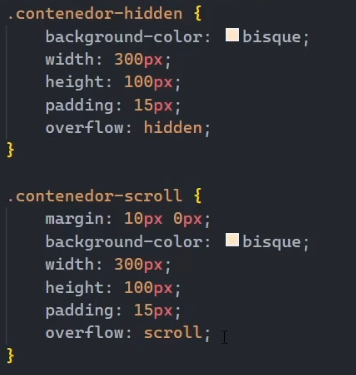 .contenedor-hidden {
    background-color: bisque;
    width: 300px;
    height: 100px;
    padding: 15px;
    overflow: hidden;
}

.contenedor-scroll {
    margin: 10px 0px;
    background-color: bisque;
    width: 300px;
    height: 100px;
    padding: 15px;
    overflow: scroll;
}